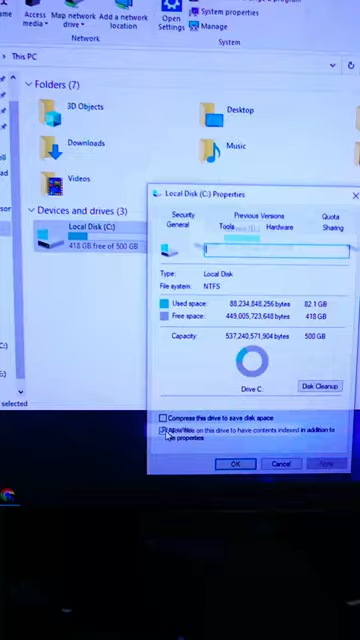 Access media
Map network drive
Add a network location
Open Settings
System properties
Manage
Network
System
This PC
Folders (7)
3D Objects
Desktop
Downloads
Music
Videos
Devices and drives (3)
Local Disk (C:)
418 GB free of 500 GB
Local Disk (C:) Properties
Security
Previous Versions
Quota
General
Tools
Hardware
Sharing
Type:
Local Disk
File system:
NTFS
Used space:
88,234,848,256 bytes
82.1 GB
Free space:
449,005,723,648 bytes
418 GB
Capacity:
537,240,571,904 bytes
500 GB
Drive C:
Disk Cleanup
selected
Compress this drive to save disk space
files on this drive to have contents indexed in addition to
properties
OK
Cancel